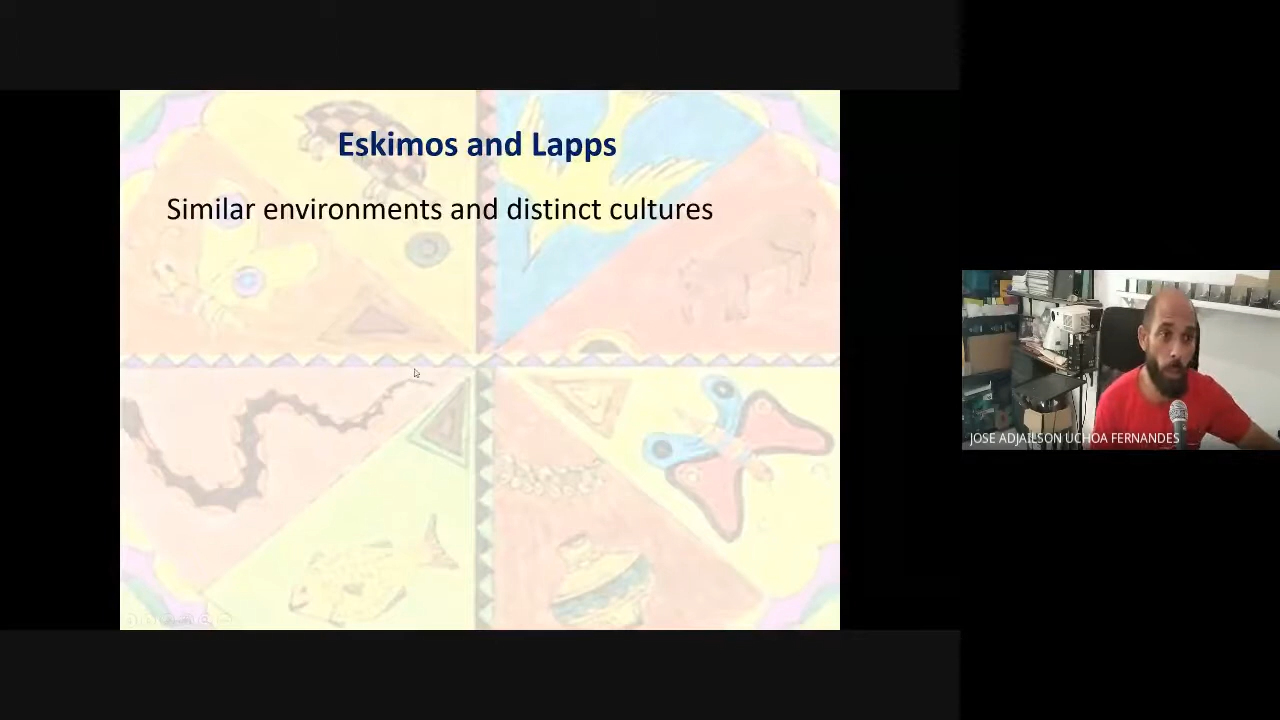 Eskimos and Lapps
Similar environments and distinct cultures
JOSE ADJAILSON UCHOA FERNANDES